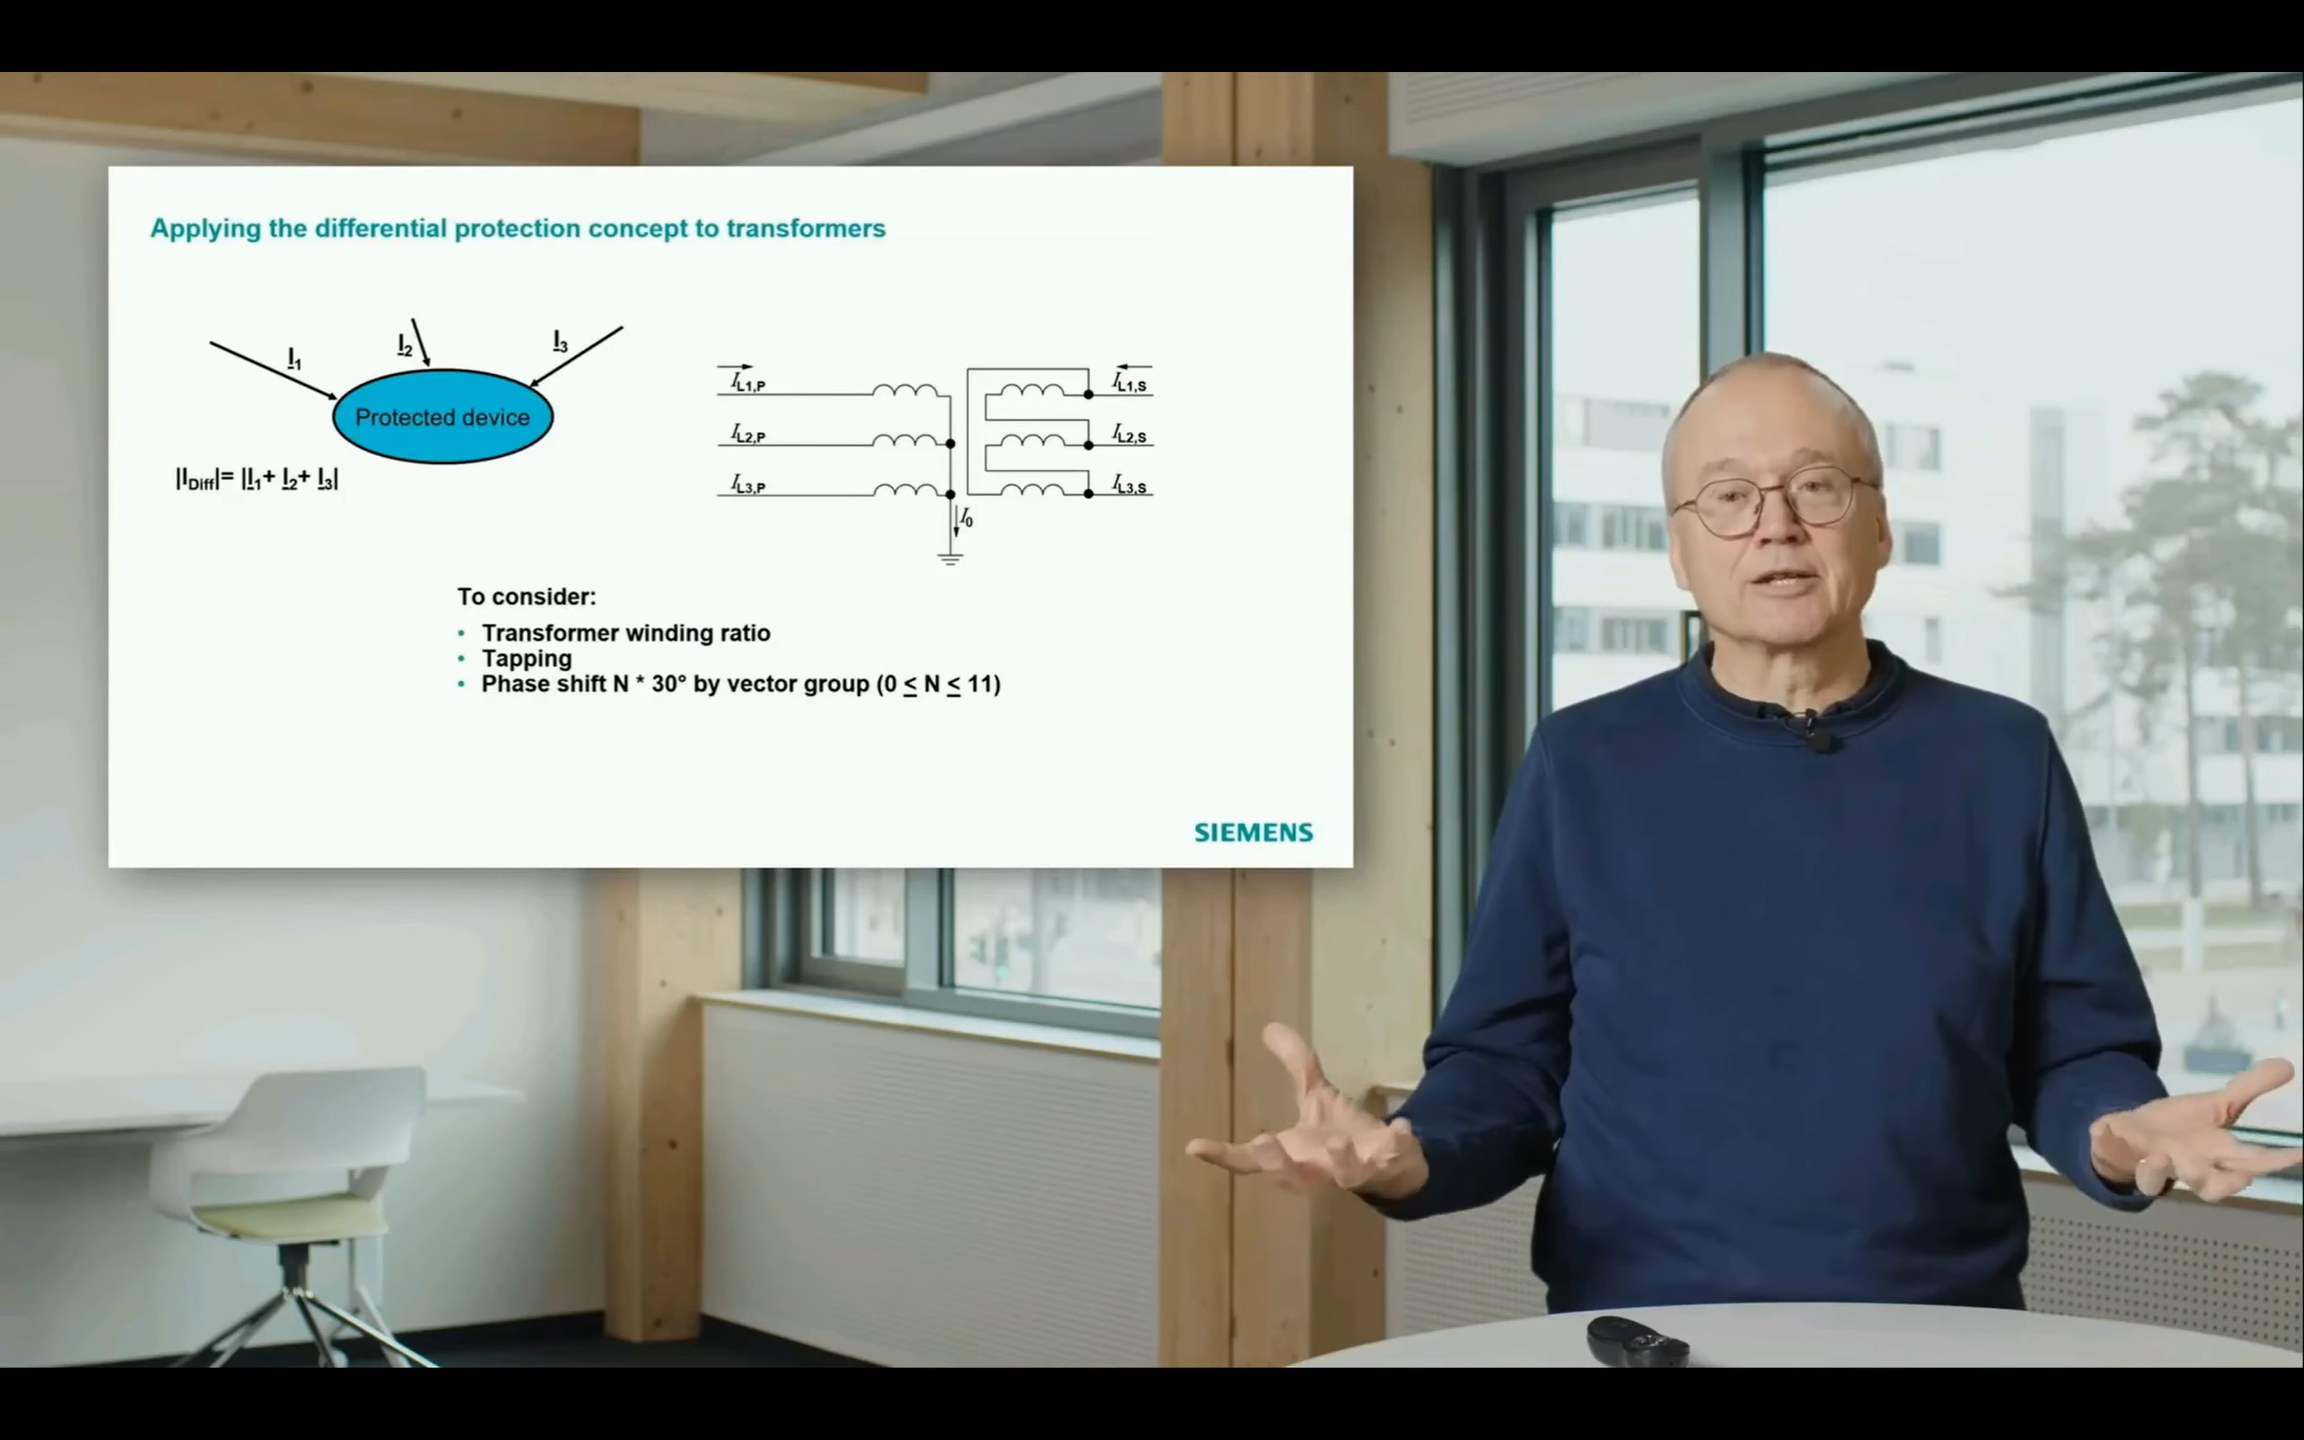 Applying the differential protection concept to transformers
I1
I2
I3
Protected device
|IDiff|= |I1+ I2+ I3|
IL1,P
IL1,S
IL2,P
IL2,S
IL3,P
IL3,S
I0
To consider:
• Transformer winding ratio
• Tapping
• Phase shift N * 30° by vector group (0 ≤ N ≤ 11)
SIEMENS